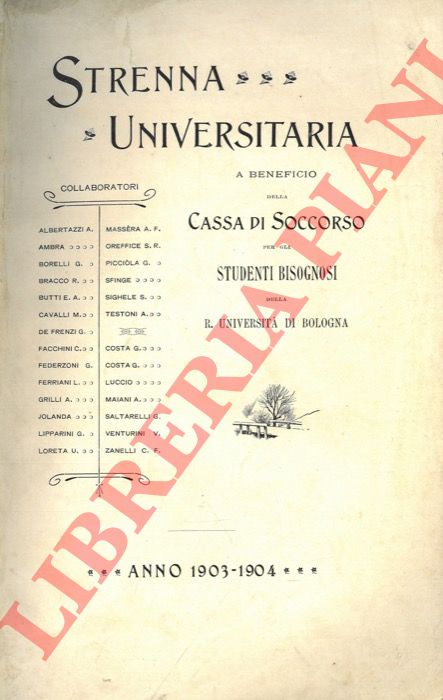 STRENNA
UNIVERSITARIA
A BENEFICIO
DELLA
CASSA DI SOCCORSO
PER GLI
STUDENTI BISOGNOSI
DELLA
R. UNIVERSITÀ DI BOLOGNA
COLLABORATORI
ALBERTAZZI A.
AMBRA
BORELLI G.
BRACCO R.
BUTTI E. A.
CAVALLI M.
DE FRENZI G.
FACCHINI C.
FEDERZONI G.
FERRIANI L.
GRILLI A.
JOLANDA
LIPPARINI G.
LORETA U.
MASSÈRA A. F.
OREFFICE S. R.
PICCIÒLA G.
SFINGE
SIGHELE S.
TESTONI A.
COSTA G.
COSTA G.
LUCCIO
MAIANI A.
SALTARELLI G.
VENTURINI V.
ZANELLI C. F.
ANNO 1903-1904
LIBRERIA PIANI